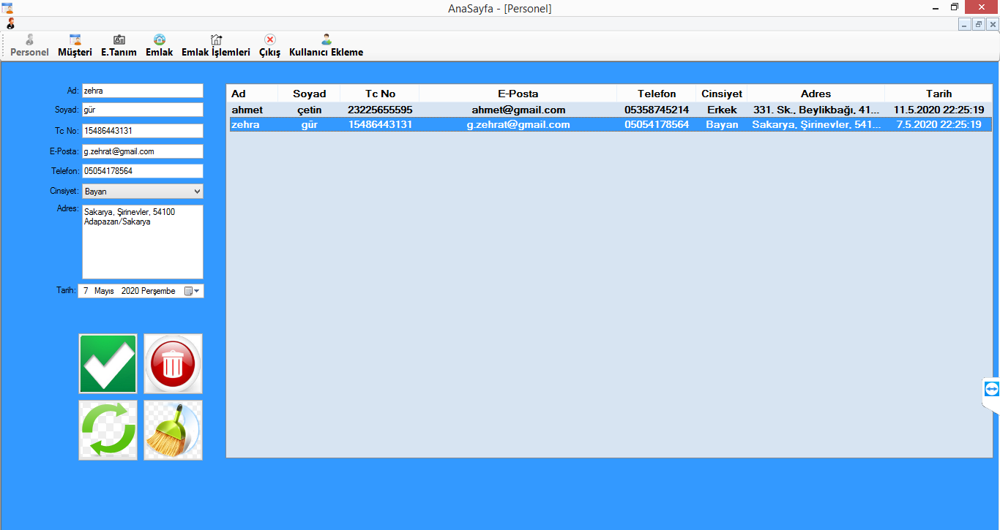 AnaSayfa - [Personel]
Personel Müşteri E.Tanım Emlak Emlak İşlemleri Çıkış Kullanıcı Ekleme
Ad: zehra
Soyad: gür
Tc No: 15486443131
E-Posta: g.zehrat@gmail.com
Telefon: 05054178564
Cinsiyet: Bayan
Adres: Sakarya, Şirinevler, 54100
Adapazarı/Sakarya
Tarih: 7 Mayıs 2020 Perşembe
Ad Soyad Tc No E-Posta Telefon Cinsiyet Adres Tarih
ahmet çetin 23225655595 ahmet@gmail.com 05358745214 Erkek 331. Sk., Beylikbağı, 41... 11.5.2020 22:25:19
zehra gür 15486443131 g.zehrat@gmail.com 05054178564 Bayan Sakarya, Şirinevler, 541... 7.5.2020 22:25:19